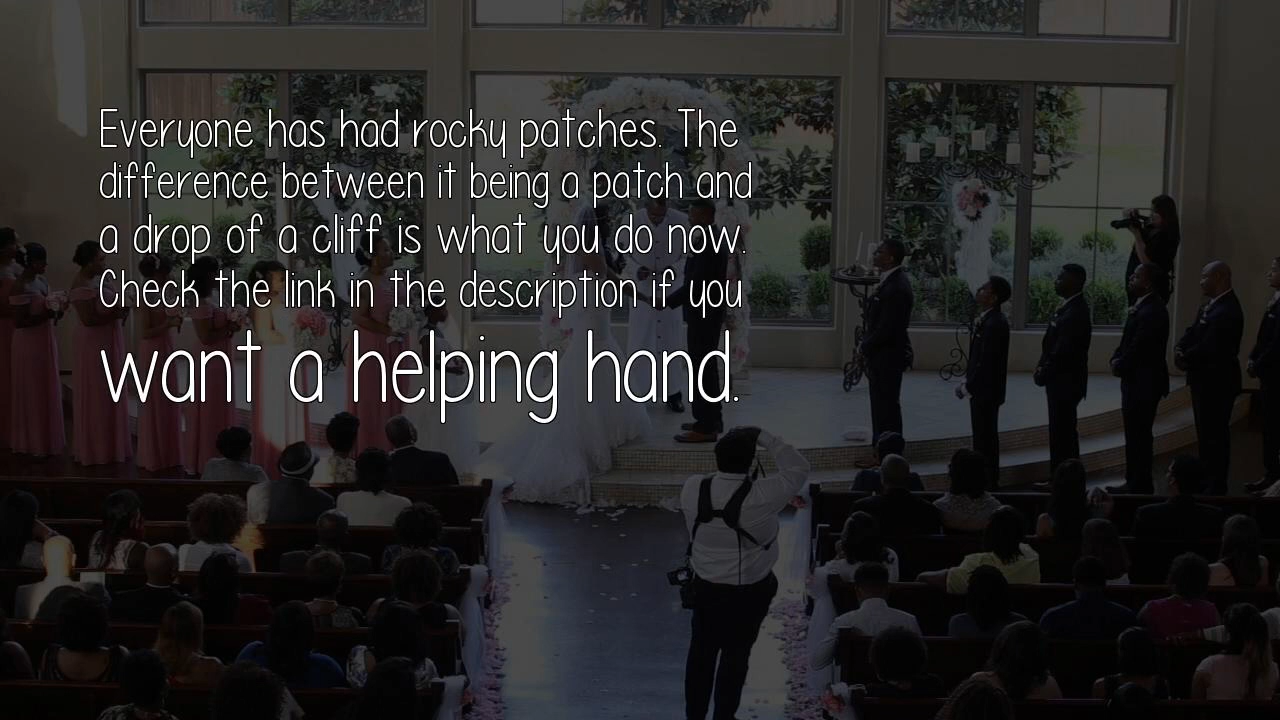 Everyone has had rocky patches. The
difference between it being a patch and
a drop of a cliff is what you do now.
Check the link in the description if you
want a helping hand.